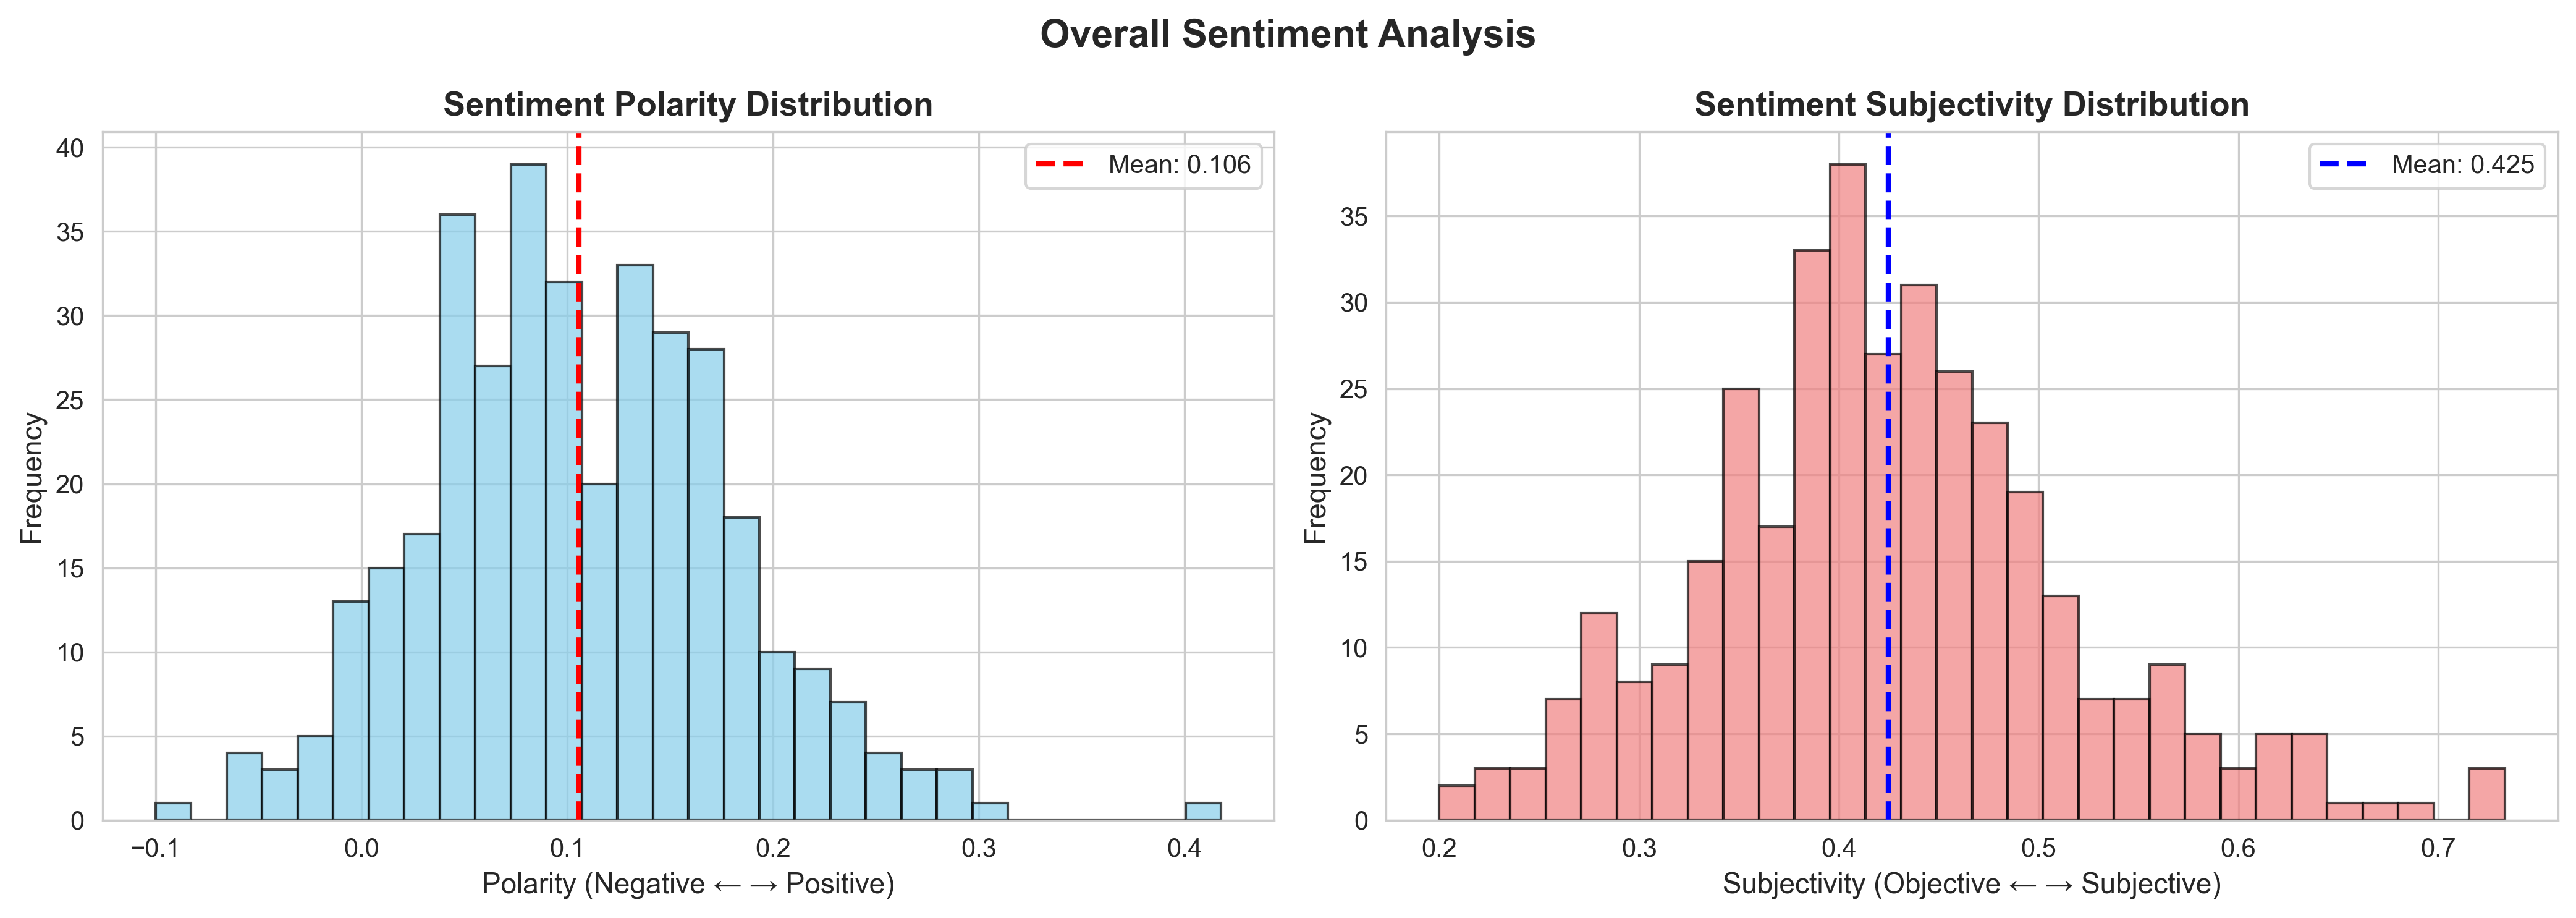 Overall Sentiment Analysis
Sentiment Polarity Distribution
Mean: 0.106
Frequency
40
35
30
25
20
15
10
5
0
−0.1 0.0 0.1 0.2 0.3 0.4
Polarity (Negative ←→ Positive)
Sentiment Subjectivity Distribution
Mean: 0.425
Frequency
35
30
25
20
15
10
5
0
0.2 0.3 0.4 0.5 0.6 0.7
Subjectivity (Objective ←→ Subjective)